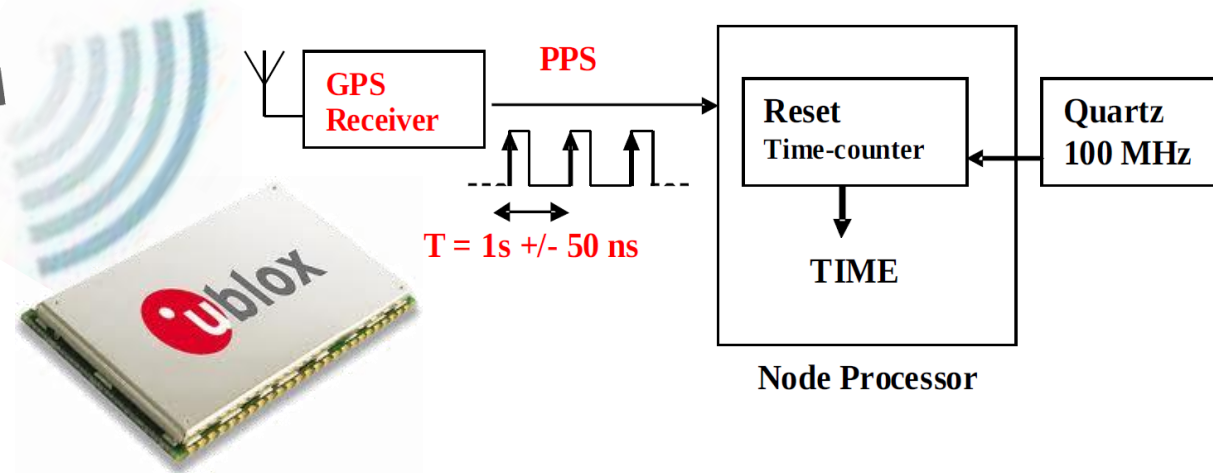 PPS
GPS
Receiver
Reset
Time-counter
Quartz
100 MHz
T = 1s +/- 50 ns
TIME
ublox
Node Processor